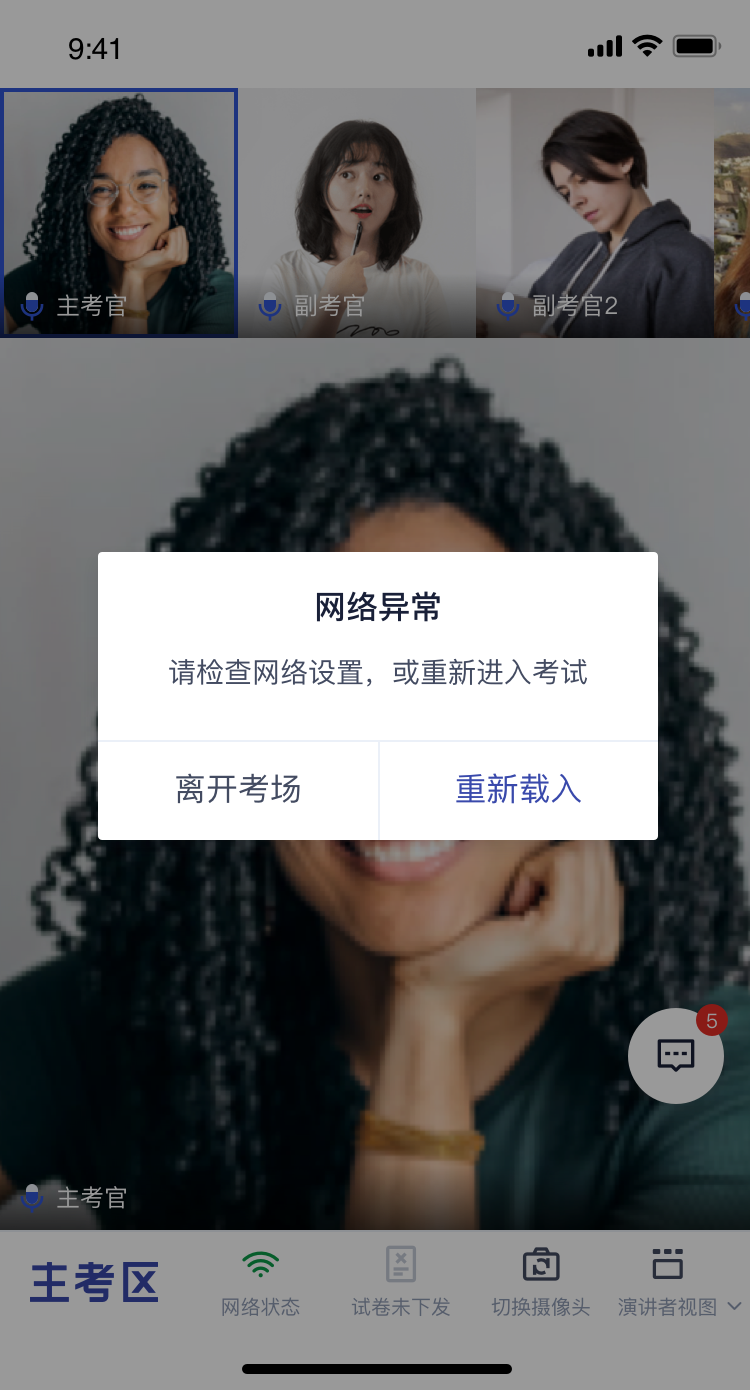 9:41
主考官
副考官
副考官2
网络异常
请检查网络设置，或重新进入考试
离开考场
重新载入
5
主考官
主考区
网络状态
试卷未下发
切换摄像头
演讲者视图